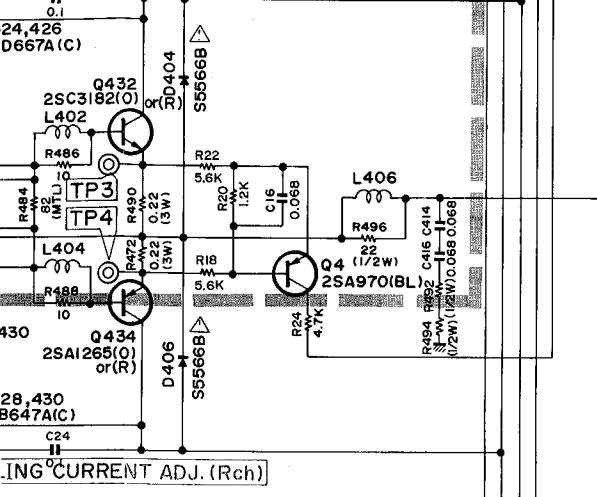 0.1
24,426
D667A(C)
Q432
2SC3182(O) or(R)
D404
S5566B
L402
R486
10
R22
5.6K
TP3
R484
82
(MTL)
R490
0.22
(3W)
R20
1.2K
C16
0.068
L406
TP4
R496
22
(1/2W)
C414
0.068
C416
0.068
L404
R472
0.22
(3W)
R18
5.6K
Q4
2SA970(BL)
R488
10
R492
(1/2W)
R24
4.7K
R494
(1/2W)
430
Q434
2SA1265(O)
or(R)
D406
S5566B
28,430
B647A(C)
C24
0.1
LING CURRENT ADJ.(Rch)